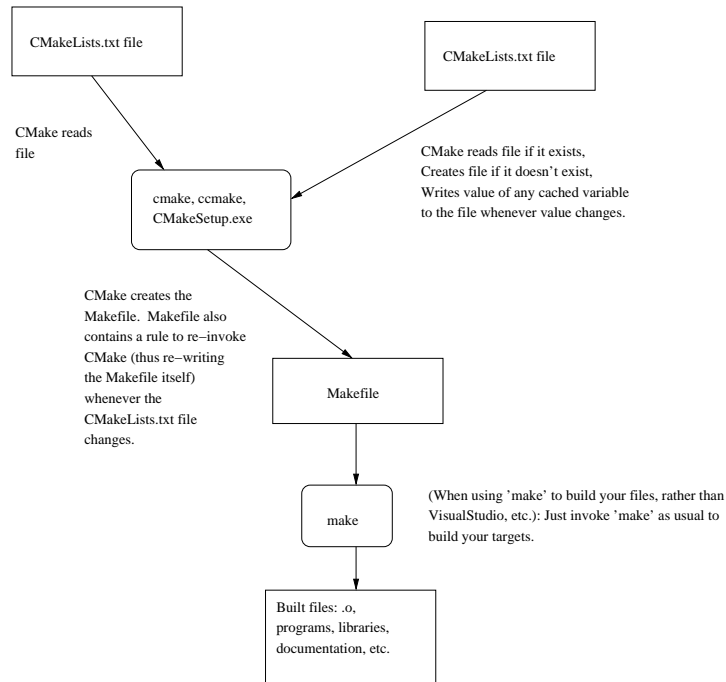 CMakeLists.txt file
CMakeLists.txt file
CMake reads
file
CMake reads file if it exists,
Creates file if it doesn't exist,
Writes value of any cached variable
to the file whenever value changes.
cmake, ccmake,
CMakeSetup.exe
CMake creates the
Makefile. Makefile also
contains a rule to re−invoke
CMake (thus re−writing
the Makefile itself)
whenever the
CMakeLists.txt file
changes.
Makefile
(When using 'make' to build your files, rather than
VisualStudio, etc.): Just invoke 'make' as usual to
build your targets.
make
Built files: .o,
programs, libraries,
documentation, etc.